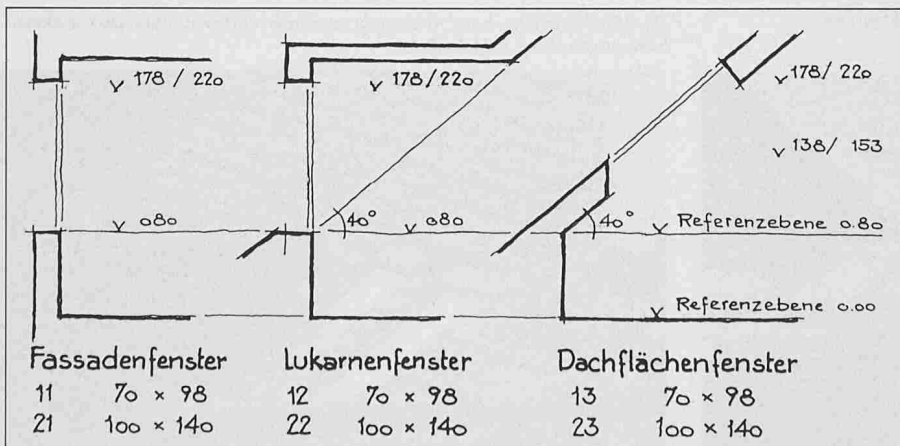 178 / 220
178/220
178/ 220
138/ 153
080
40°
080
40°
Referenzebene 0.80
Referenzebene 0.00
Fassadenfenster
11 70 × 98
21 100 × 140
Lukarnenfenster
12 70 × 98
22 100 × 140
Dachflächenfenster
13 70 × 98
23 100 × 140